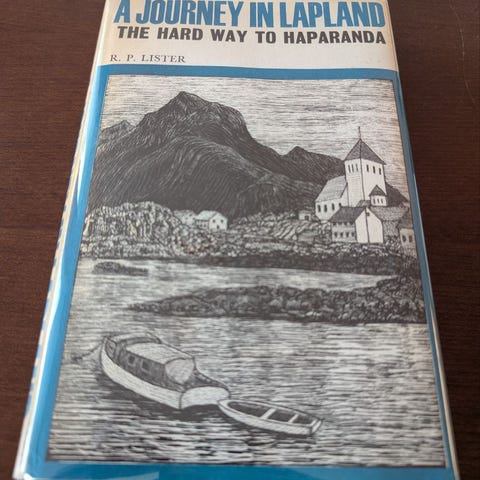 A JOURNEY IN LAPLAND
THE HARD WAY TO HAPARANDA
R. P. LISTER